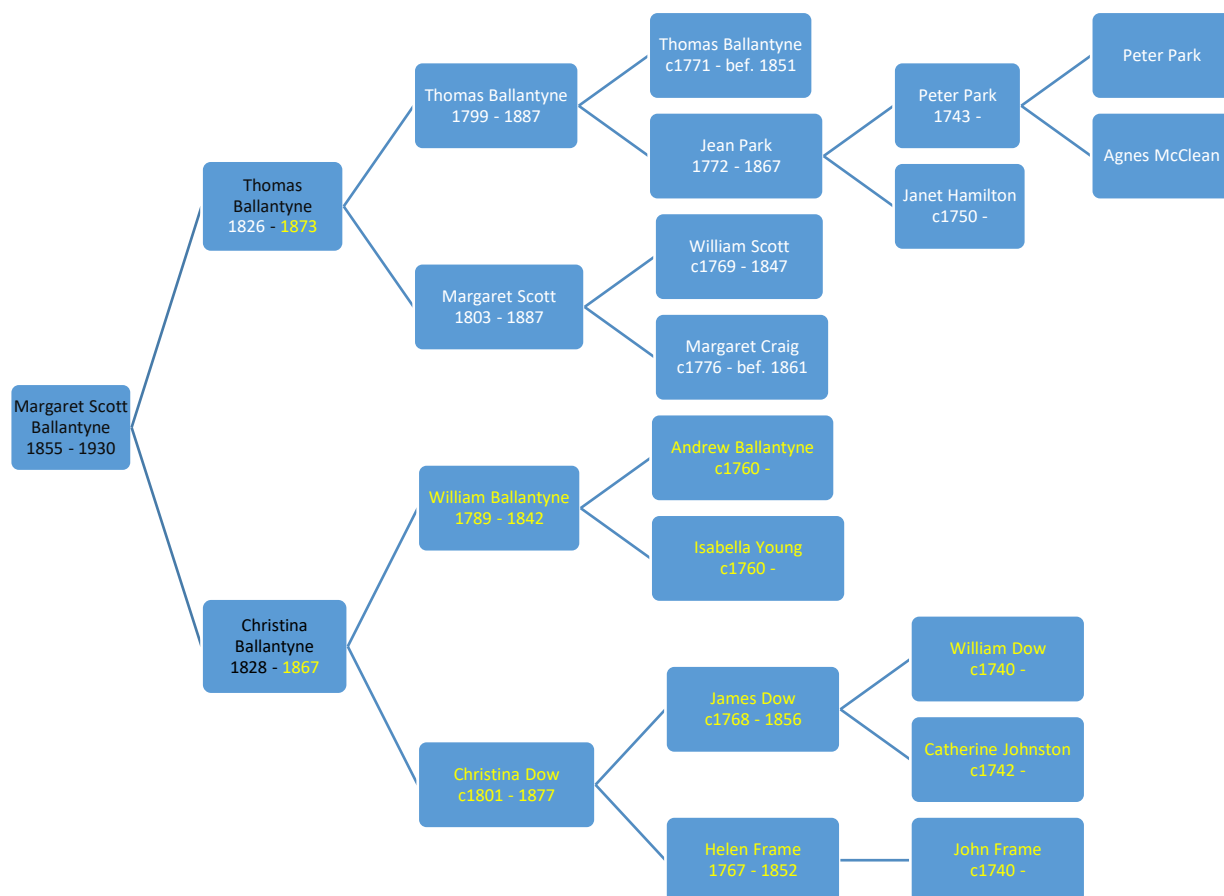 Thomas Ballantyne
c1771 - bef. 1851
Peter Park
Thomas Ballantyne
1799 - 1887
Peter Park
1743 -
Jean Park
1772 - 1867
Agnes McClean
Thomas
Ballantyne
1826 - 1873
Janet Hamilton
c1750 -
William Scott
c1769 - 1847
Margaret Scott
1803 - 1887
Margaret Craig
c1776 - bef. 1861
Margaret Scott
Ballantyne
1855 - 1930
Andrew Ballantyne
c1760 -
William Ballantyne
1789 - 1842
Isabella Young
c1760 -
Christina
Ballantyne
1828 - 1867
William Dow
c1740 -
James Dow
c1768 - 1856
Catherine Johnston
c1742 -
Christina Dow
c1801 - 1877
Helen Frame
1767 - 1852
John Frame
c1740 -